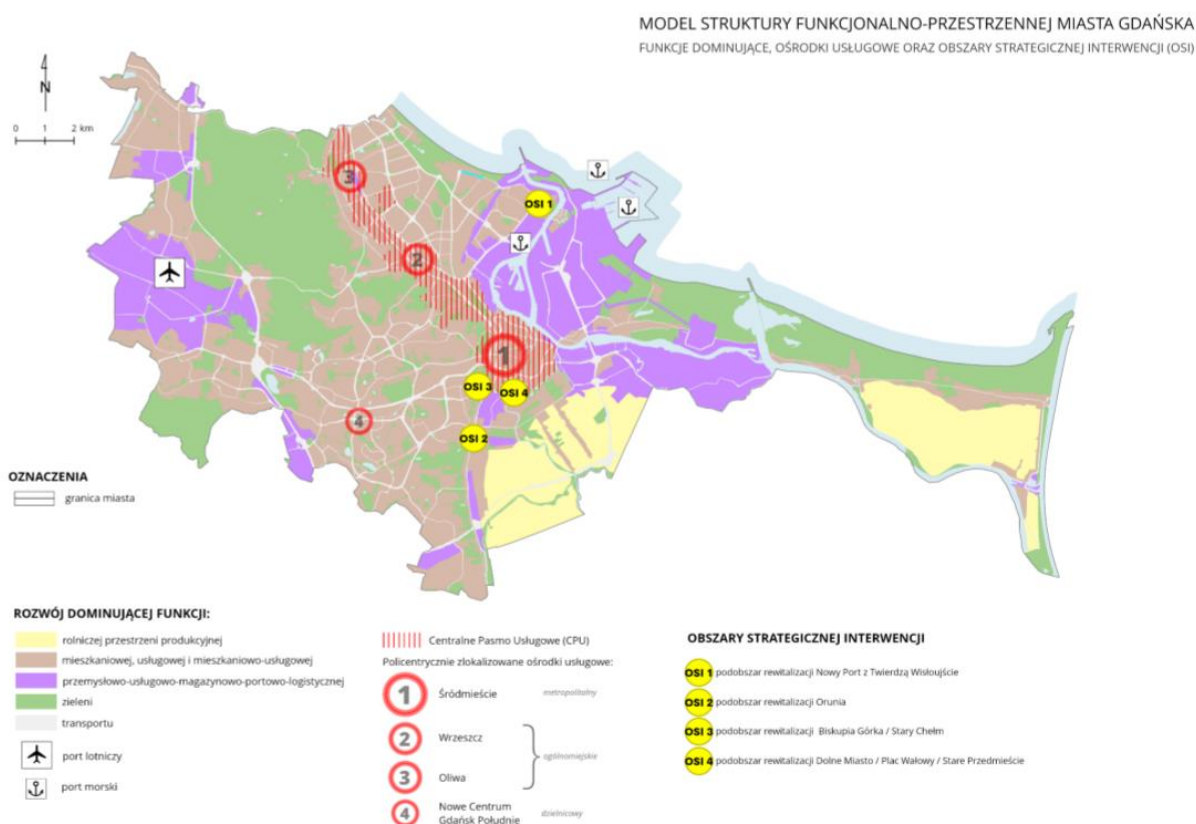 MODEL STRUKTURY FUNKCJONALNO-PRZESTRZENNEJ MIASTA GDAŃSKA
FUNKCJE DOMINUJĄCE, OŚRODKI USŁUGOWE ORAZ OBSZARY STRATEGICZNEJ INTERWENCJI (OSI)
N
0 1 2 km
3
OSI 1
2
1
OSI 3
OSI 4
4
OSI 2
OZNACZENIA
granica miasta
ROZWÓJ DOMINUJĄCEJ FUNKCJI:
rolniczej przestrzeni produkcyjnej
mieszkaniowej, usługowej i mieszkaniowo-usługowej
przemysłowo-usługowo-magazynowo-portowo-logistycznej
zieleni
transportu
port lotniczy
port morski
Centralne Pasmo Usługowe (CPU)
Policentrycznie zlokalizowane ośrodki usługowe:
1 Śródmieście metropolitalny
2 Wrzeszcz
ogólnomiejskie
3 Oliwa
4 Nowe Centrum
Gdańsk Południe dzielnicowy
OBSZARY STRATEGICZNEJ INTERWENCJI
OSI 1 podobszar rewitalizacji Nowy Port z Twierdzą Wisłoujście
OSI 2 podobszar rewitalizacji Orunia
OSI 3 podobszar rewitalizacji Biskupia Górka / Stary Chełm
OSI 4 podobszar rewitalizacji Dolne Miasto / Plac Wałowy / Stare Przedmieście